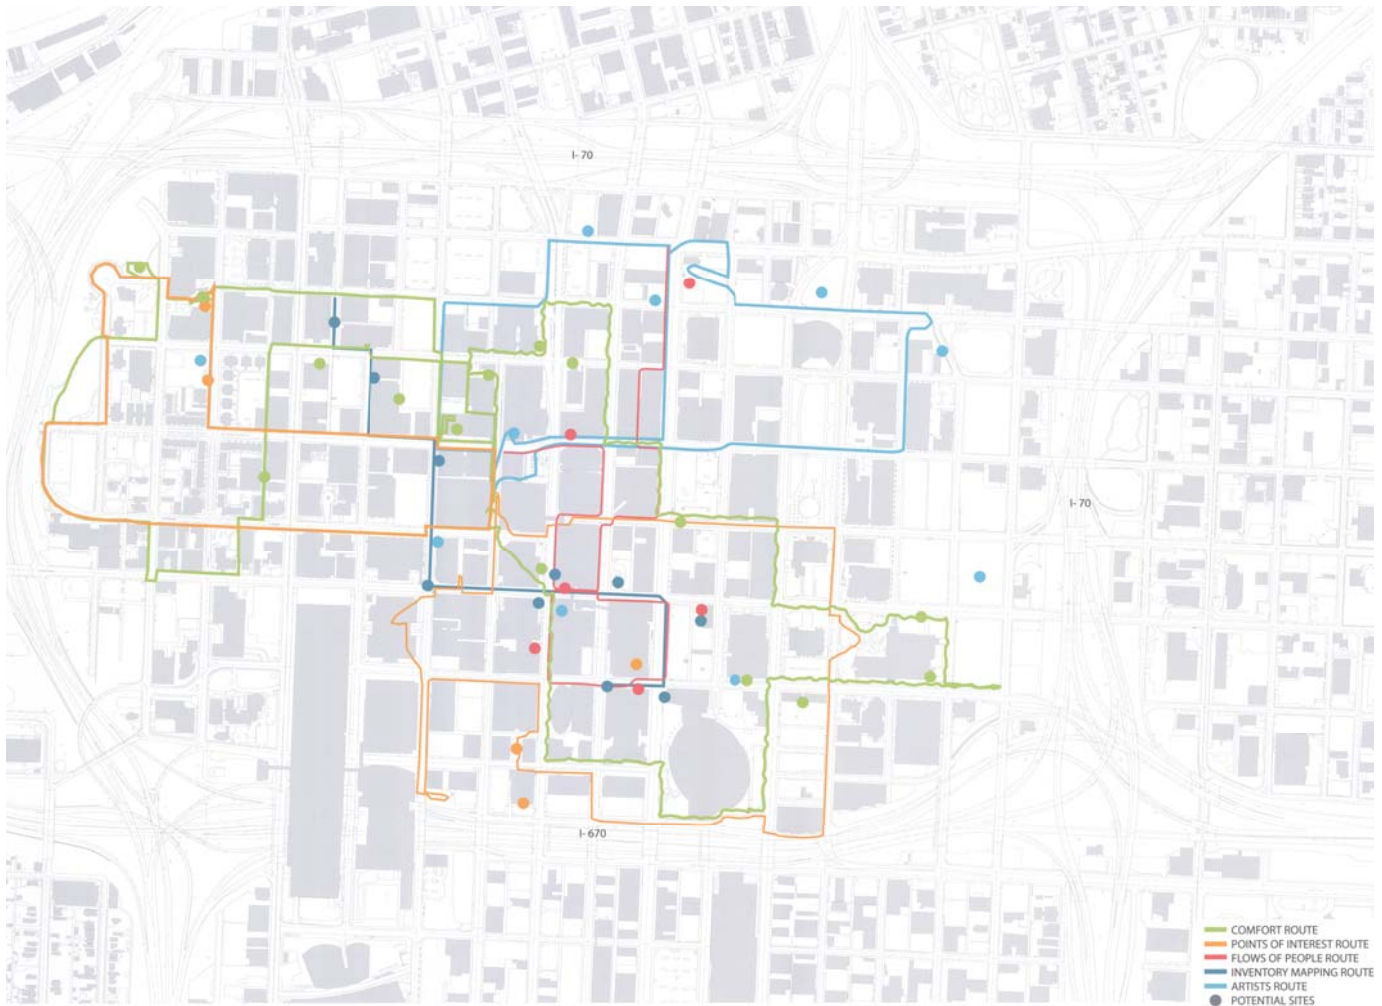 I- 70
I- 70
I- 670
COMFORT ROUTE
POINTS OF INTEREST ROUTE
FLOWS OF PEOPLE ROUTE
INVENTORY MAPPING ROUTE
ARTISTS ROUTE
POTENTIAL SITES